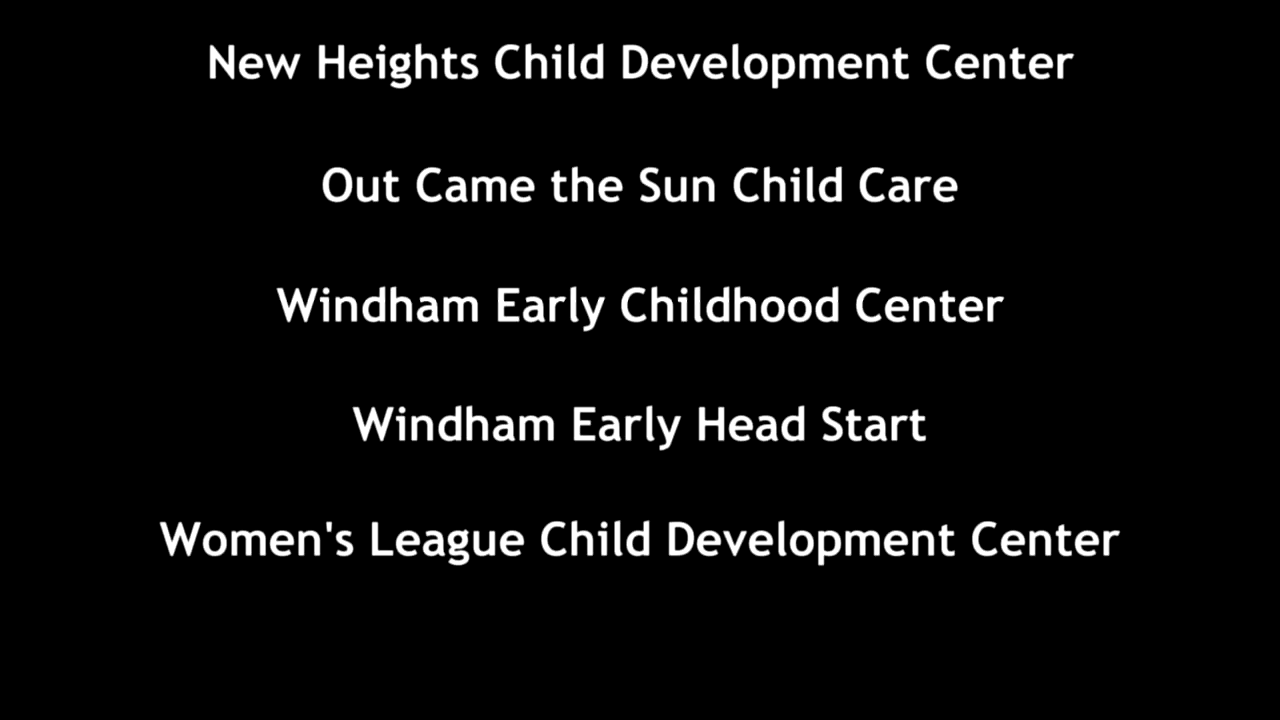 New Heights Child Development Center
Out Came the Sun Child Care
Windham Early Childhood Center
Windham Early Head Start
Women's League Child Development Center